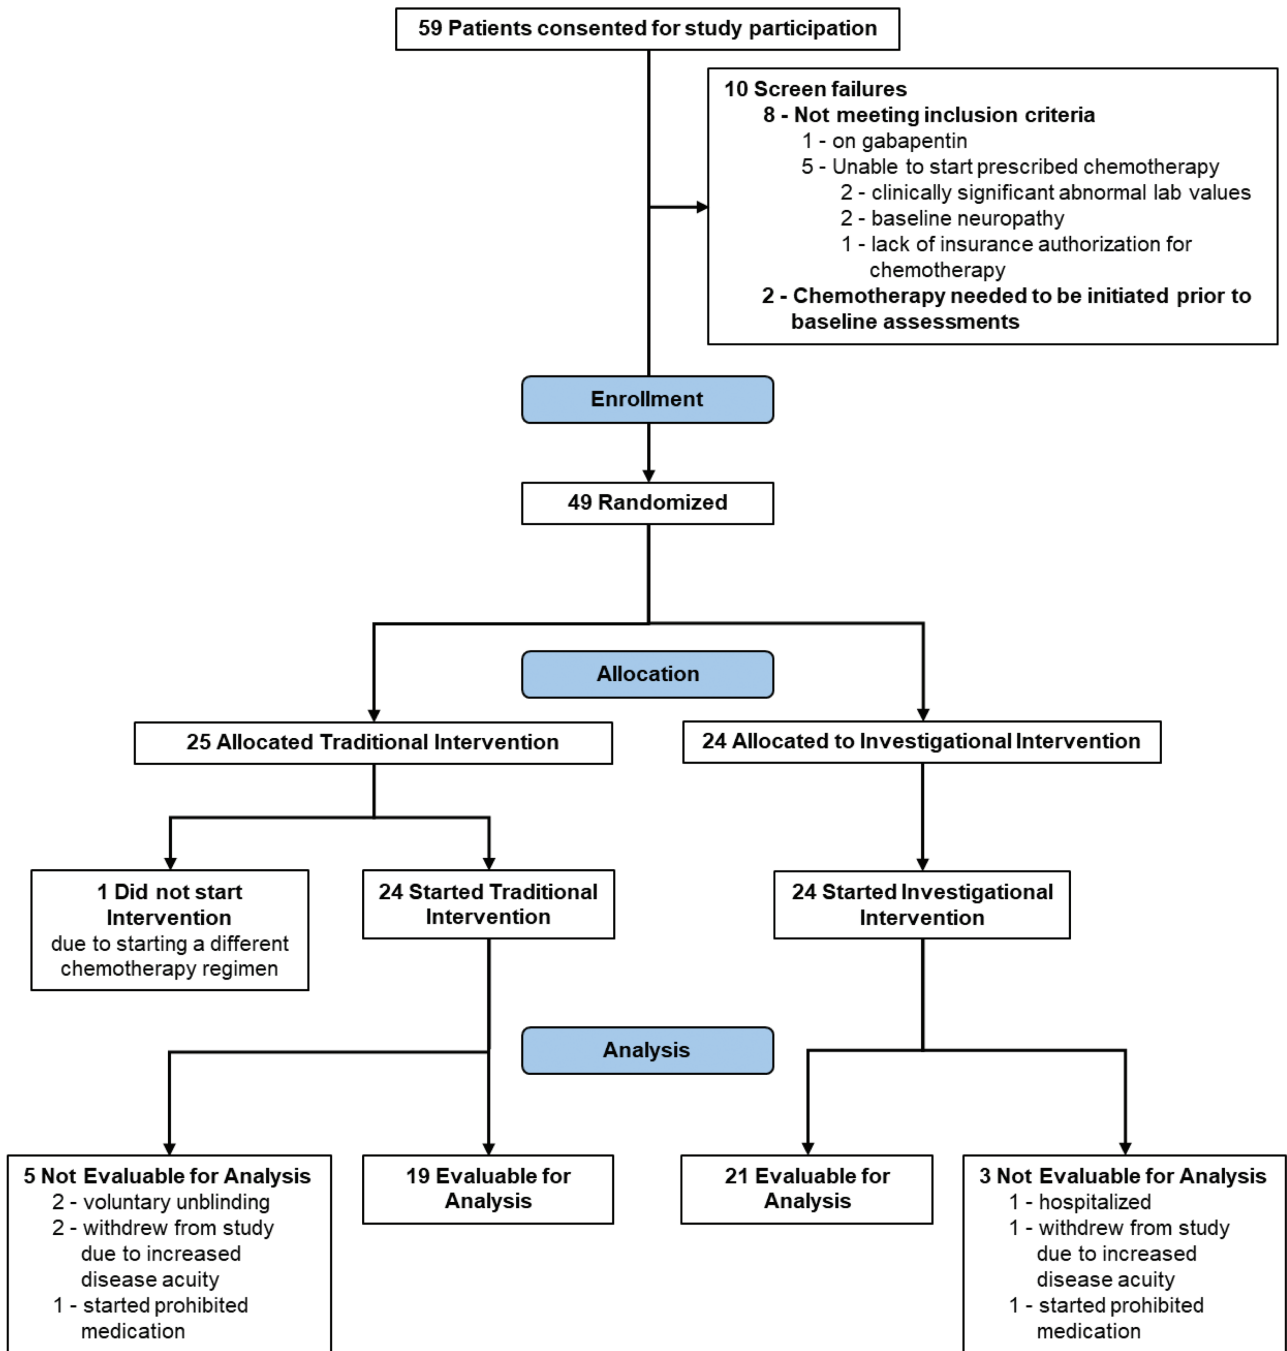 59 Patients consented for study participation
10 Screen failures
8 - Not meeting inclusion criteria
1 - on gabapentin
5 - Unable to start prescribed chemotherapy
2 - clinically significant abnormal lab values
2 - baseline neuropathy
1 - lack of insurance authorization for
chemotherapy
2 - Chemotherapy needed to be initiated prior to
baseline assessments
Enrollment
49 Randomized
Allocation
25 Allocated Traditional Intervention
24 Allocated to Investigational Intervention
1 Did not start
Intervention
due to starting a different
chemotherapy regimen
24 Started Traditional
Intervention
24 Started Investigational
Intervention
Analysis
5 Not Evaluable for Analysis
2 - voluntary unblinding
2 - withdrew from study
due to increased
disease acuity
1 - started prohibited
medication
19 Evaluable for
Analysis
21 Evaluable for
Analysis
3 Not Evaluable for Analysis
1 - hospitalized
1 - withdrew from study
due to increased
disease acuity
1 - started prohibited
medication